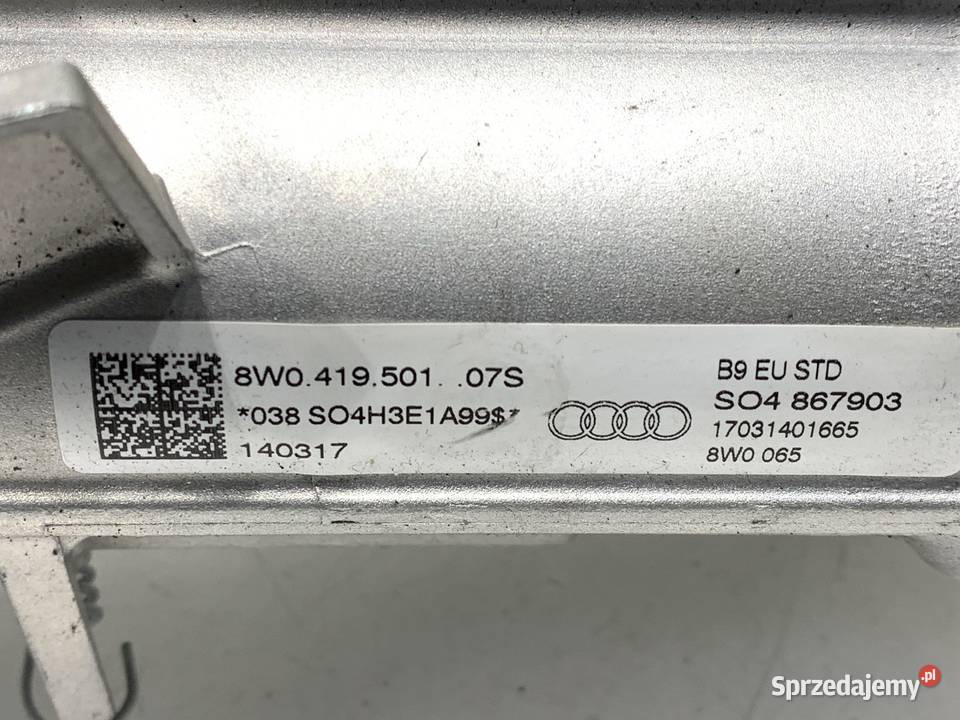 8W0.419.501. .07S
*038 SO4H3E1A99$*
140317
B9 EU STD
SO4 867903
17031401665
8W0 065
Sprzedajemy.pl